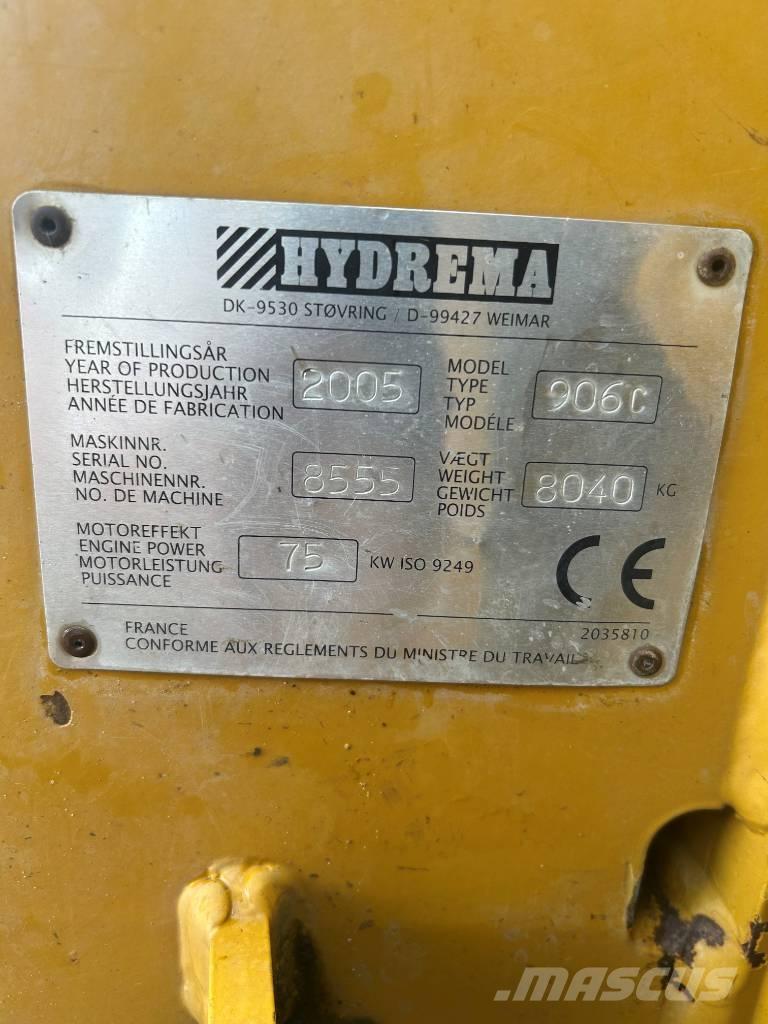 HYDREMA
DK-9530 STØVRING / D-99427 WEIMAR
FREMSTILLINGSÅR
YEAR OF PRODUCTION
HERSTELLUNGSJAHR
ANNÉE DE FABRICATION
2005
MODEL
TYPE
TYP
MODÉLE
906C
MASKINNR.
SERIAL NO.
MASCHINENNR.
NO. DE MACHINE
8555
VÆGT
WEIGHT
GEWICHT
POIDS
8040 KG
MOTOREFFEKT
ENGINE POWER
MOTORLEISTUNG
PUISSANCE
75 KW ISO 9249
CE
FRANCE
2035810
CONFORME AUX REGLEMENTS DU MINISTRE DU TRAVAIL
MASCUS